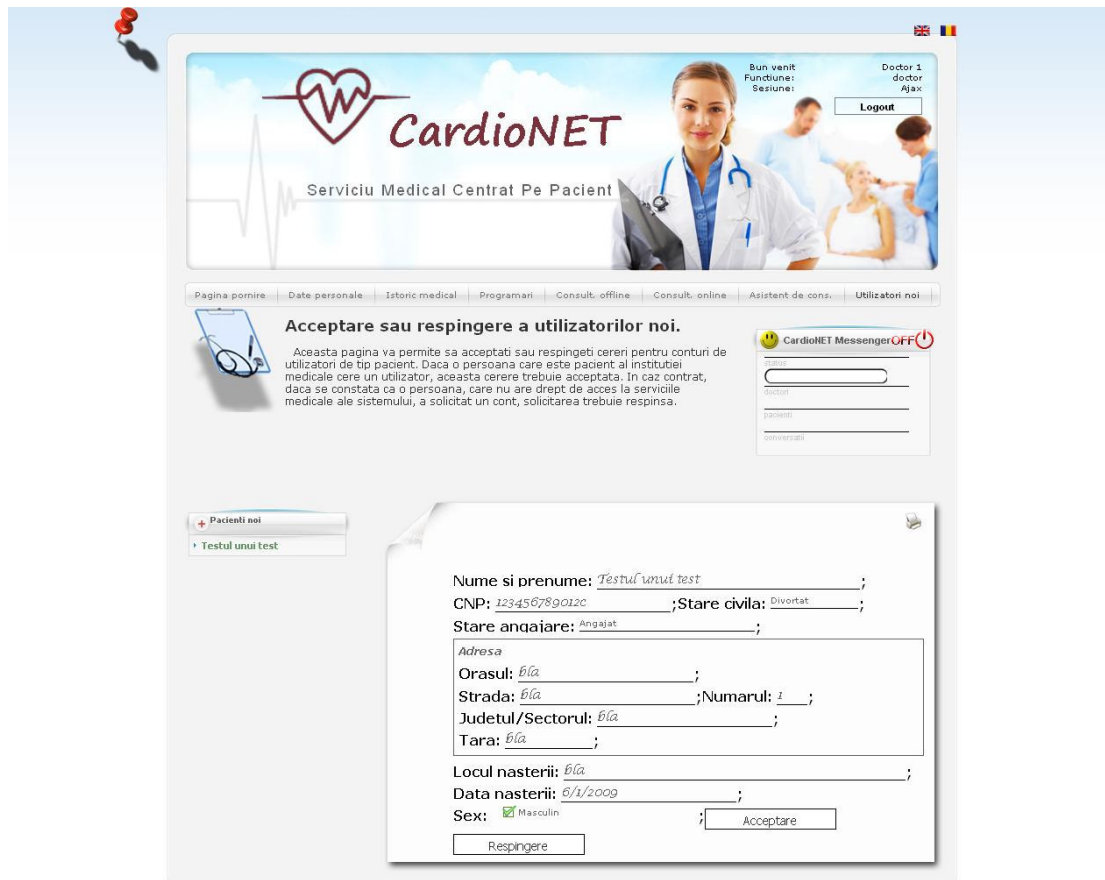 Bun venit Doctor 1
Functiune: doctor
Sesiune: Ajax
Logout
CardioNET
Serviciu Medical Centrat Pe Pacient
Pagina pornire Date personale Istoric medical Programari Consult. offline Consult. online Asistent de cons. Utilizatori noi
Acceptare sau respingere a utilizatorilor noi.
Aceasta pagina va permite sa acceptati sau respingeti cereri pentru conturi de
utilizatori de tip pacient. Daca o persoana care este pacient al institutiei
medicale cere un utilizator, aceasta cerere trebuie acceptata. In caz contrat,
daca se constata ca o persoana, care nu are drept de acces la serviciile
medicale ale sistemului, a solicitat un cont, solicitarea trebuie respinsa.
CardioNET Messenger OFF
status
doctori
pacienti
conversatii
Pacienti noi
Testul unui test
Nume si prenume: Testul unui test ;
CNP: 123456789012c ;Stare civila: Divortat ;
Stare angajare: Angajat ;
Adresa
Orasul: bla ;
Strada: bla ;Numarul: 1 ;
Judetul/Sectorul: bla ;
Tara: bla ;
Locul nasterii: bla ;
Data nasterii: 6/1/2009 ;
Sex: Masculin ; Acceptare
Respingere